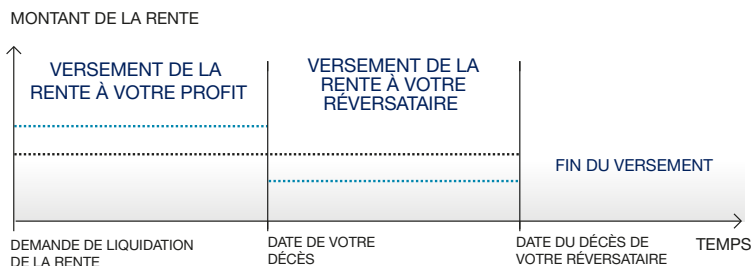 MONTANT DE LA RENTE
VERSEMENT DE LA
RENTE À VOTRE PROFIT
VERSEMENT DE LA
RENTE À VOTRE
RÉVERSATAIRE
FIN DU VERSEMENT
DEMANDE DE LIQUIDATION
DE LA RENTE
DATE DE VOTRE
DÉCÈS
DATE DU DÉCÈS DE
VOTRE RÉVERSATAIRE
TEMPS